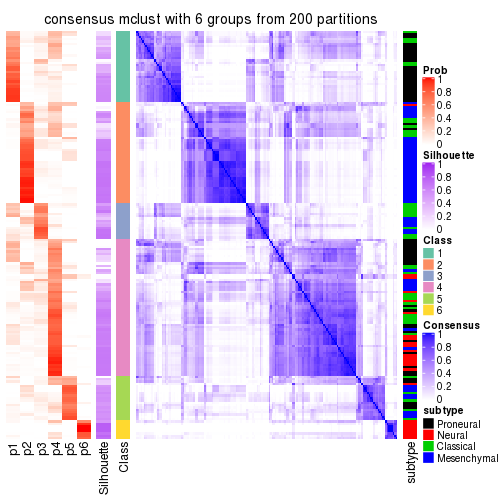 consensus mclust with 6 groups from 200 partitions
Prob
1
0.8
0.6
0.4
0.2
0
Silhouette
1
0.8
0.6
0.4
0.2
0
Class
1
2
3
4
5
6
Consensus
1
0.8
0.6
0.4
0.2
0
subtype
Proneural
Neural
Classical
Mesenchymal
p1
p2
p3
p4
p5
p6
Silhouette
Class
subtype